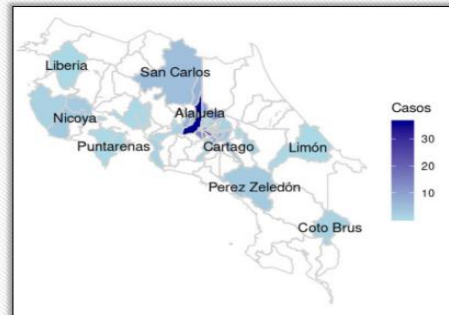 Liberia
San Carlos
Casos
Alajuela
30
Nicoya
20
Puntarenas
Cartago
Limón
10
Perez Zeledón
Coto Brus